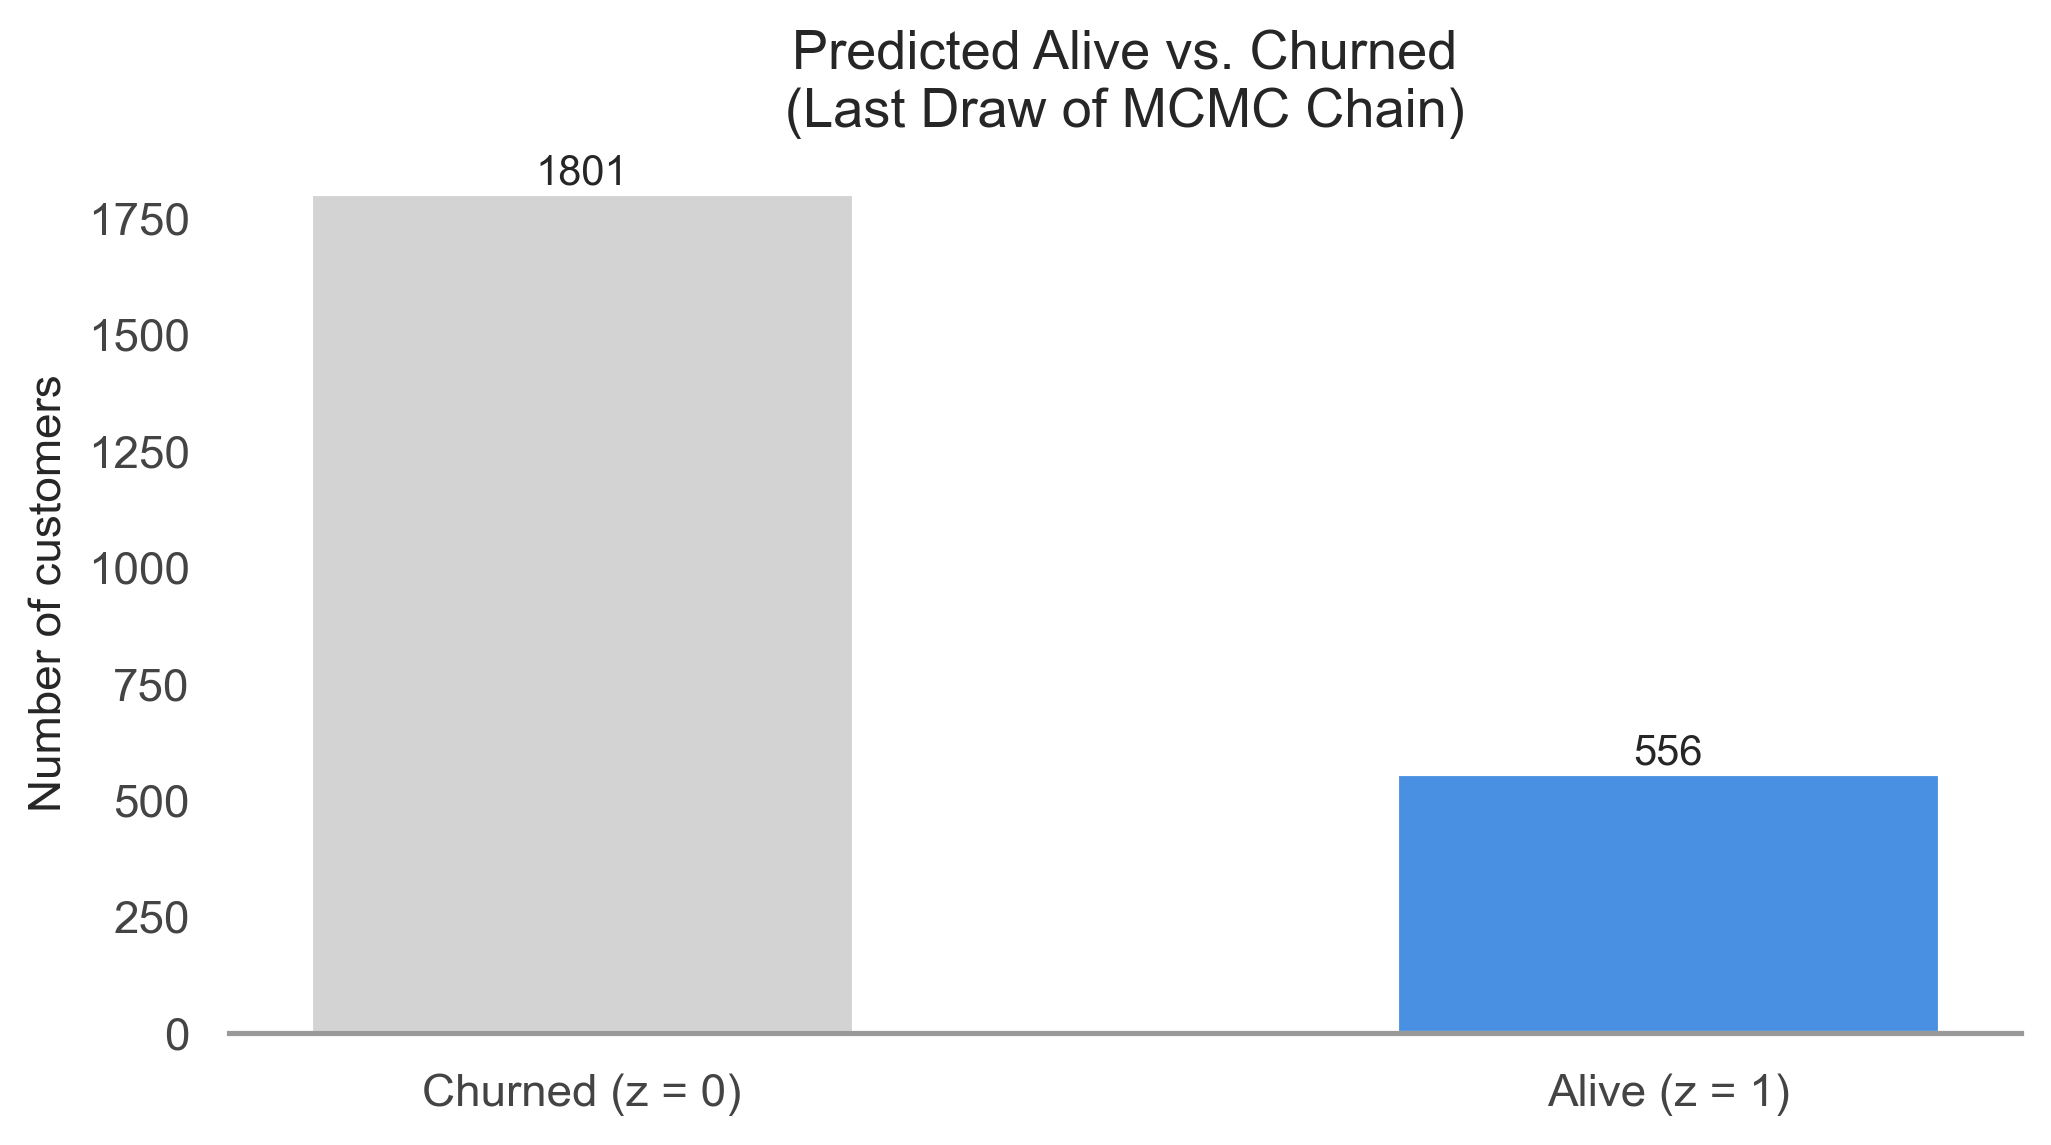 Predicted Alive vs. Churned
(Last Draw of MCMC Chain)
1801
1750
1500
1250
1000
750
556
500
250
0
Number of customers
Churned (z = 0)
Alive (z = 1)